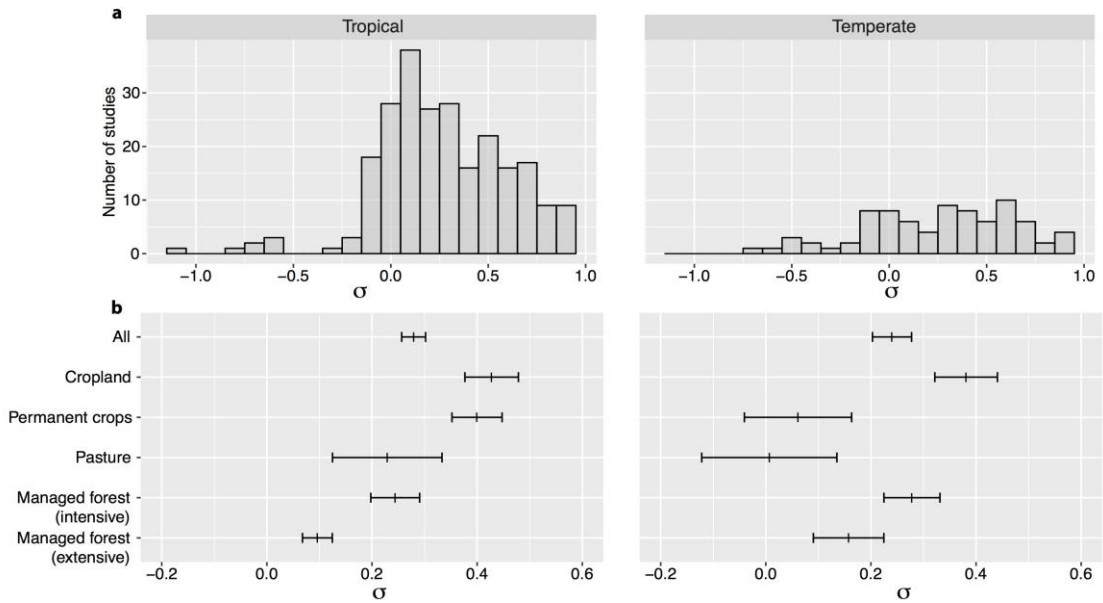 a
Tropical
Temperate
Number of studies
30
20
10
0
−1.0 −0.5 0.0 0.5 1.0
−1.0 −0.5 0.0 0.5 1.0
σ
σ
b
All
Cropland
Permanent crops
Pasture
Managed forest
(intensive)
Managed forest
(extensive)
−0.2 0.0 0.2 0.4 0.6
−0.2 0.0 0.2 0.4 0.6
σ
σ